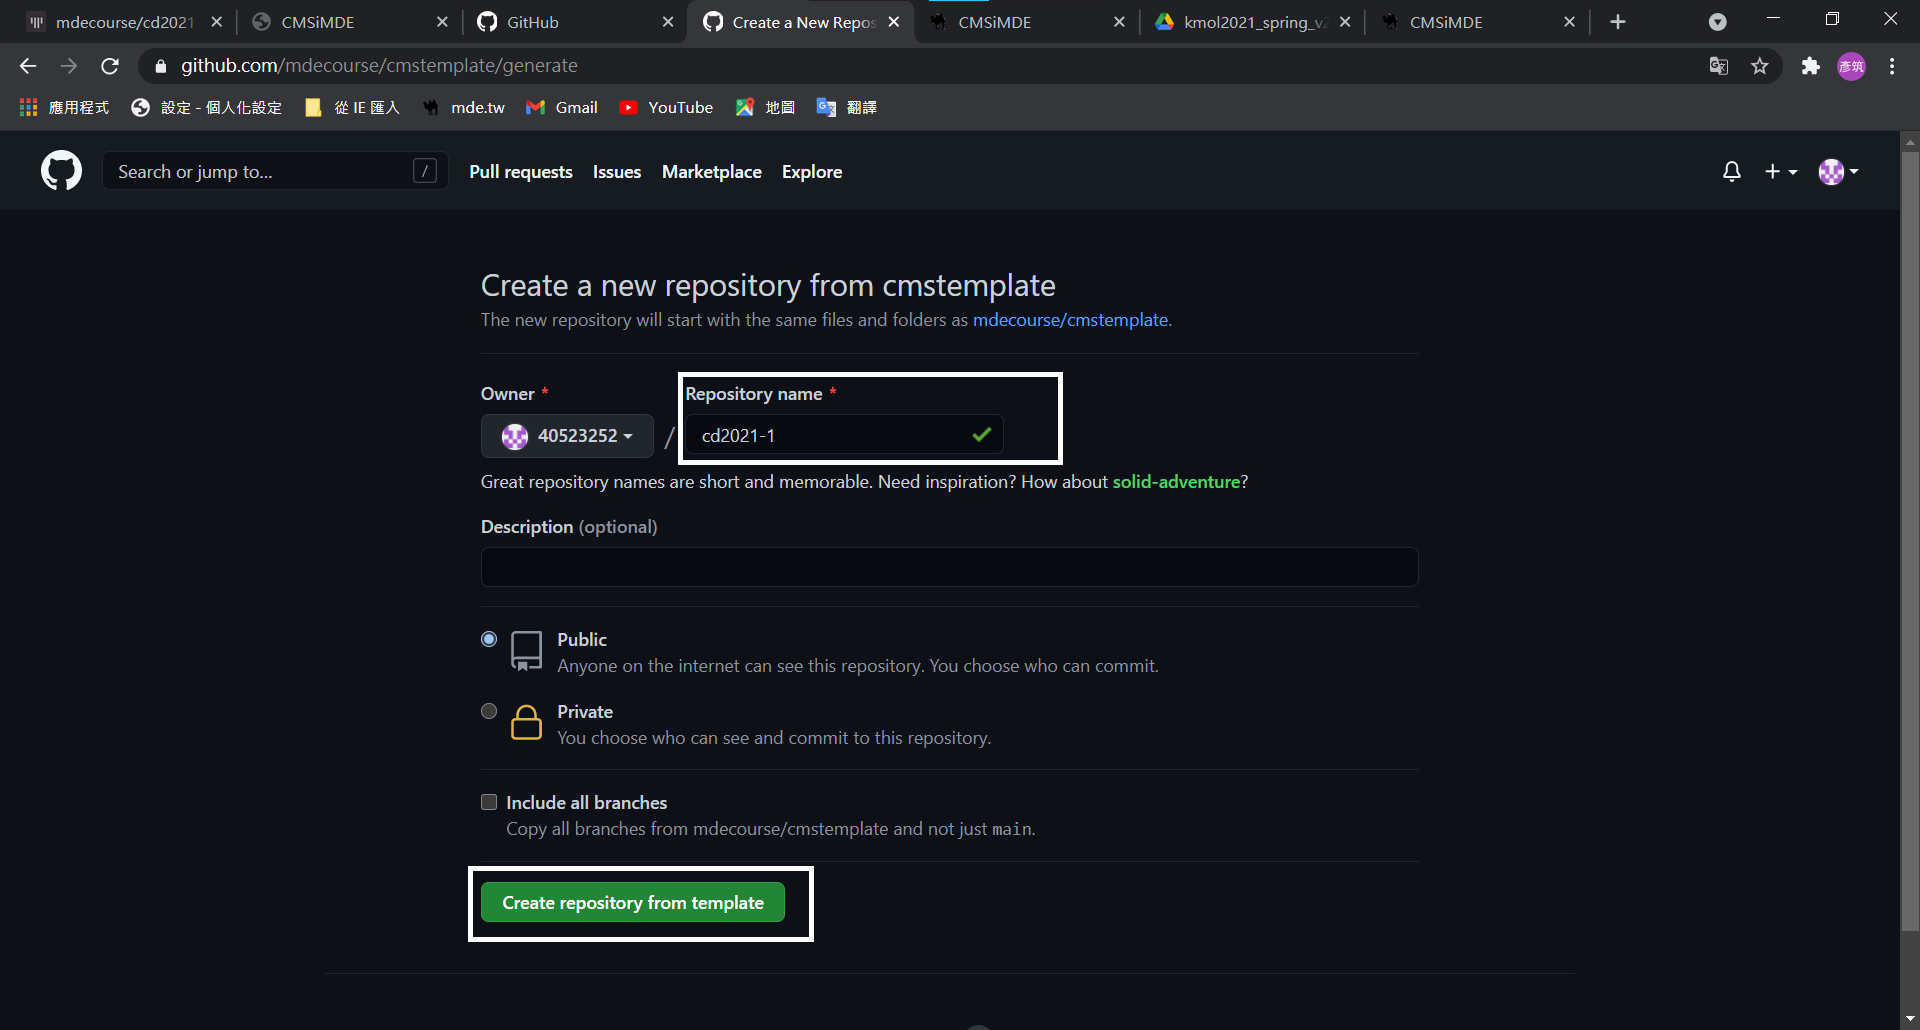 mdecourse/cd2021
CMSiMDE
GitHub
Create a New Repos
CMSiMDE
kmol2021_spring_v
CMSiMDE
github.com/mdecourse/cmstemplate/generate
彥筑
應用程式
設定 - 個人化設定
從 IE 匯入
mde.tw
Gmail
YouTube
地圖
翻譯
Search or jump to...
/
Pull requests
Issues
Marketplace
Explore
Create a new repository from cmstemplate
The new repository will start with the same files and folders as mdecourse/cmstemplate.
Owner *
Repository name *
40523252
/
cd2021-1
Great repository names are short and memorable. Need inspiration? How about solid-adventure?
Description (optional)
Public
Anyone on the internet can see this repository. You choose who can commit.
Private
You choose who can see and commit to this repository.
Include all branches
Copy all branches from mdecourse/cmstemplate and not just main.
Create repository from template